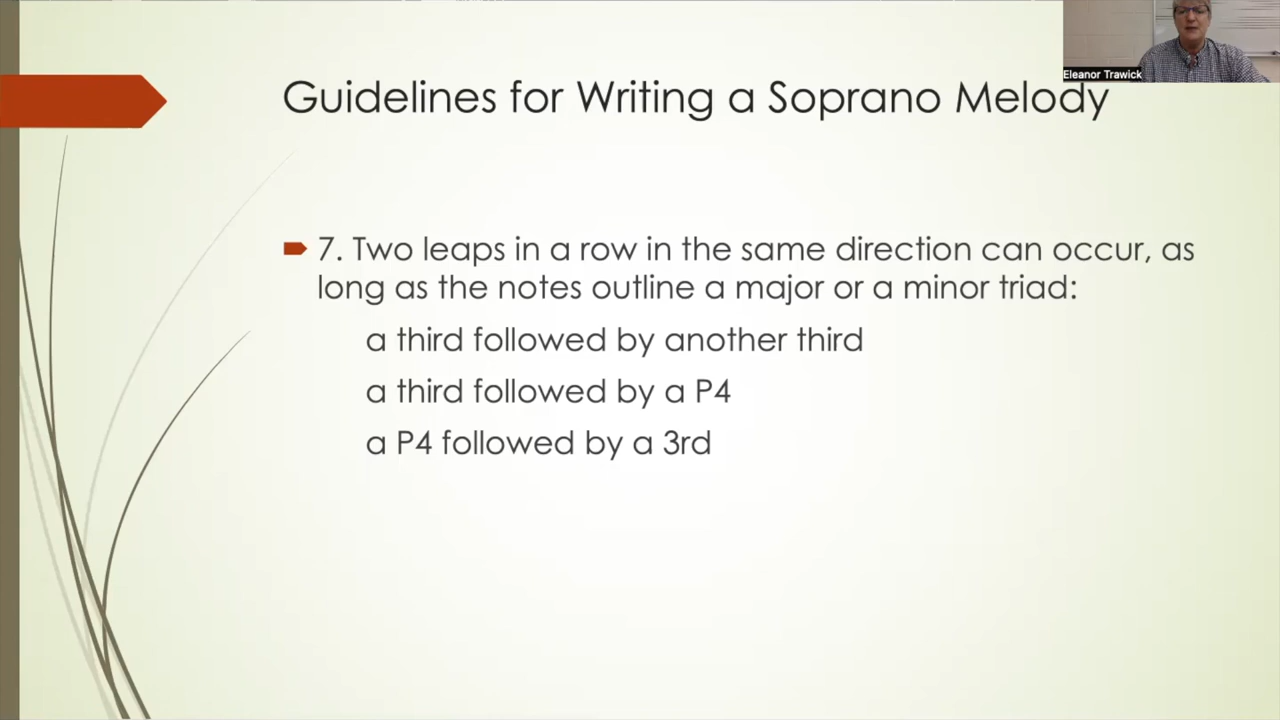 Eleanor Trawick
Guidelines for Writing a Soprano Melody
7. Two leaps in a row in the same direction can occur, as
long as the notes outline a major or a minor triad:
a third followed by another third
a third followed by a P4
a P4 followed by a 3rd